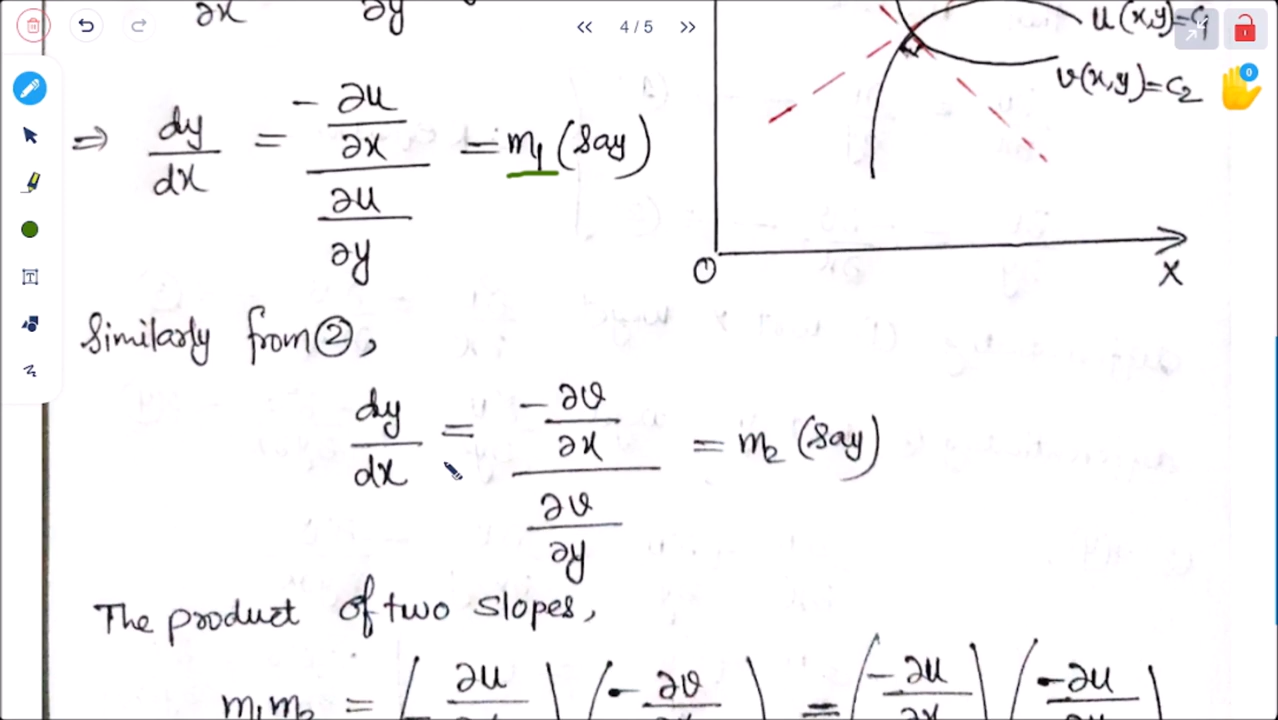 ∂x ∂y
4/5
u(x,y)=c1
v(x,y)=c2
⇒ dy/dx = (-∂u/∂x)/(∂u/∂y) = m1 (say)
O X
Similarly from ②,
dy/dx = (-∂v/∂x)/(∂v/∂y) = m2 (say)
The product of two slopes,
m1m2 = ( ∂u ) (- ∂v ) = (-∂u ) (-∂u )